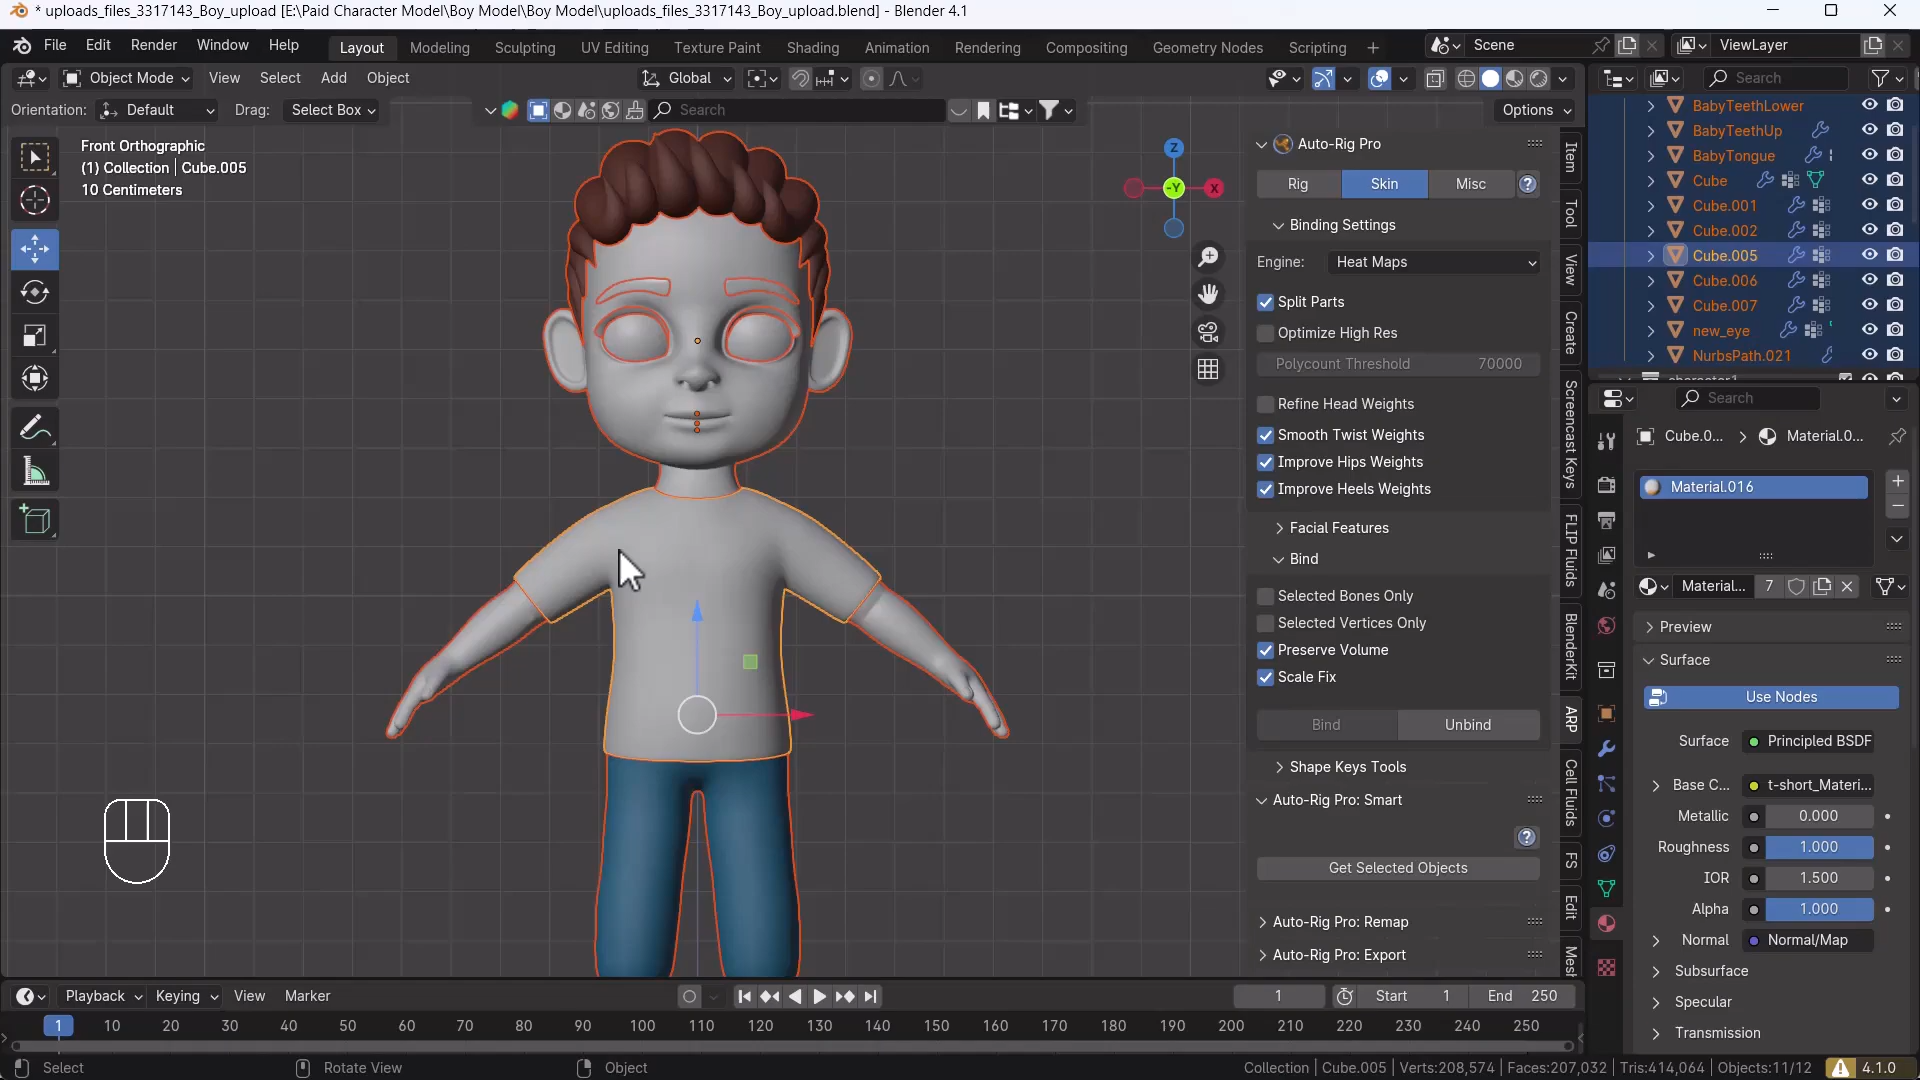 * uploads_files_3317143_Boy_upload [E:\Paid Character Model\Boy Model\Boy Model\uploads_files_3317143_Boy_upload.blend] - Blender 4.1
File Edit Render Window Help Layout Modeling Sculpting UV Editing Texture Paint Shading Animation Rendering Compositing Geometry Nodes Scripting + Scene ViewLayer
Object Mode View Select Add Object Global Search
Orientation: Default Drag: Select Box Search Options
Front Orthographic
(1) Collection | Cube.005
10 Centimeters
Z
-Y
X
Auto-Rig Pro
Rig Skin Misc ?
Binding Settings
Engine: Heat Maps
Split Parts
Optimize High Res
Polycount Threshold 70000
Refine Head Weights
Smooth Twist Weights
Improve Hips Weights
Improve Heels Weights
Facial Features
Bind
Selected Bones Only
Selected Vertices Only
Preserve Volume
Scale Fix
Bind Unbind
Shape Keys Tools
Auto-Rig Pro: Smart
?
Get Selected Objects
Auto-Rig Pro: Remap
Auto-Rig Pro: Export
Item
Tool
View
Create
Screencast Keys
FLIP Fluids
BlenderKit
ARP
Cell Fluids
FS
Edit
Mesh
BabyTeethLower
BabyTeethUp
BabyTongue
Cube
Cube.001
Cube.002
Cube.005
Cube.006
Cube.007
new_eye
NurbsPath.021
Search
Cube.0... Material.0...
Material.016
Material... 7
Preview
Surface
Use Nodes
Surface Principled BSDF
Base C... t-short_Materi...
Metallic 0.000
Roughness 1.000
IOR 1.500
Alpha 1.000
Normal Normal/Map
Subsurface
Specular
Transmission
Playback Keying View Marker 1 Start 1 End 250
1 10 20 30 40 50 60 70 80 90 100 110 120 130 140 150 160 170 180 190 200 210 220 230 240 250
Select Rotate View Object Collection | Cube.005 | Verts:208,574 | Faces:207,032 | Tris:414,064 | Objects:11/12 4.1.0